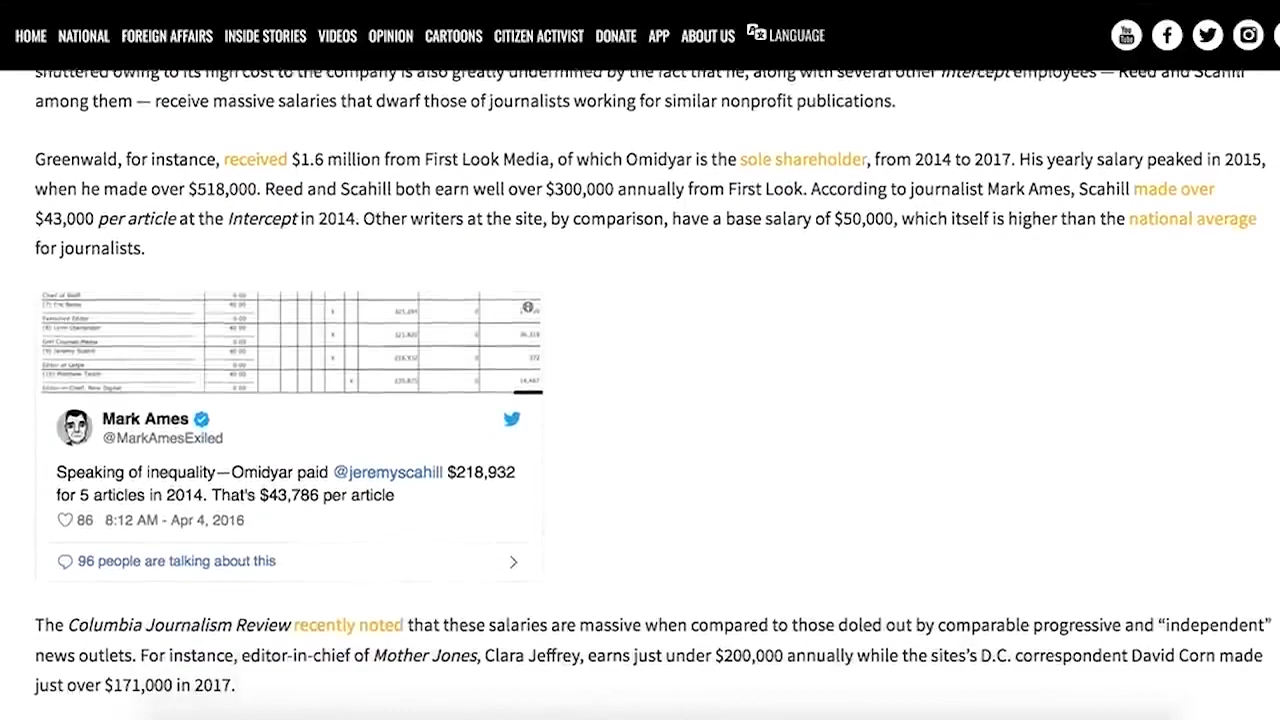 HOME NATIONAL FOREIGN AFFAIRS INSIDE STORIES VIDEOS OPINION CARTOONS CITIZEN ACTIVIST DONATE APP ABOUT US LANGUAGE
shuttered owing to its high cost to the company is also greatly undermined by the fact that he, along with several other Intercept employees — Reed and Scahill
among them — receive massive salaries that dwarf those of journalists working for similar nonprofit publications.
Greenwald, for instance, received $1.6 million from First Look Media, of which Omidyar is the sole shareholder, from 2014 to 2017. His yearly salary peaked in 2015,
when he made over $518,000. Reed and Scahill both earn well over $300,000 annually from First Look. According to journalist Mark Ames, Scahill made over
$43,000 per article at the Intercept in 2014. Other writers at the site, by comparison, have a base salary of $50,000, which itself is higher than the national average
for journalists.
Mark Ames
@MarkAmesExiled
Speaking of inequality—Omidyar paid @jeremyscahill $218,932
for 5 articles in 2014. That's $43,786 per article
86 8:12 AM - Apr 4, 2016
96 people are talking about this
The Columbia Journalism Review recently noted that these salaries are massive when compared to those doled out by comparable progressive and “independent”
news outlets. For instance, editor-in-chief of Mother Jones, Clara Jeffrey, earns just under $200,000 annually while the sites’s D.C. correspondent David Corn made
just over $171,000 in 2017.